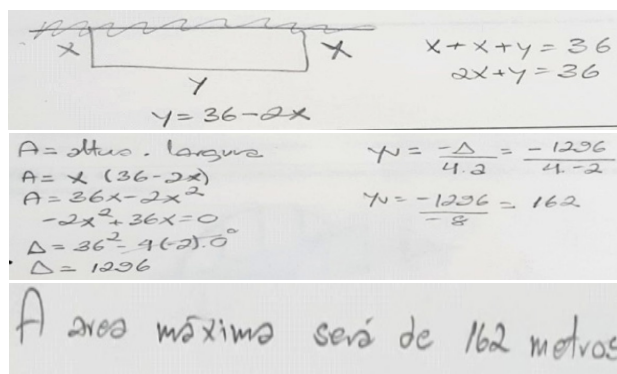 x x x+x+y=36
2x+y=36
y
y=36-2x
A= altura . largura
A= x (36-2x)
A= 36x-2x²
-2x²+36x=0
Δ= 36²-4(-2).0
Δ= 1296
yv= -Δ/4.a = -1296/4.-2
yv= -1296/-8 = 162
A area máxima será de 162 metros